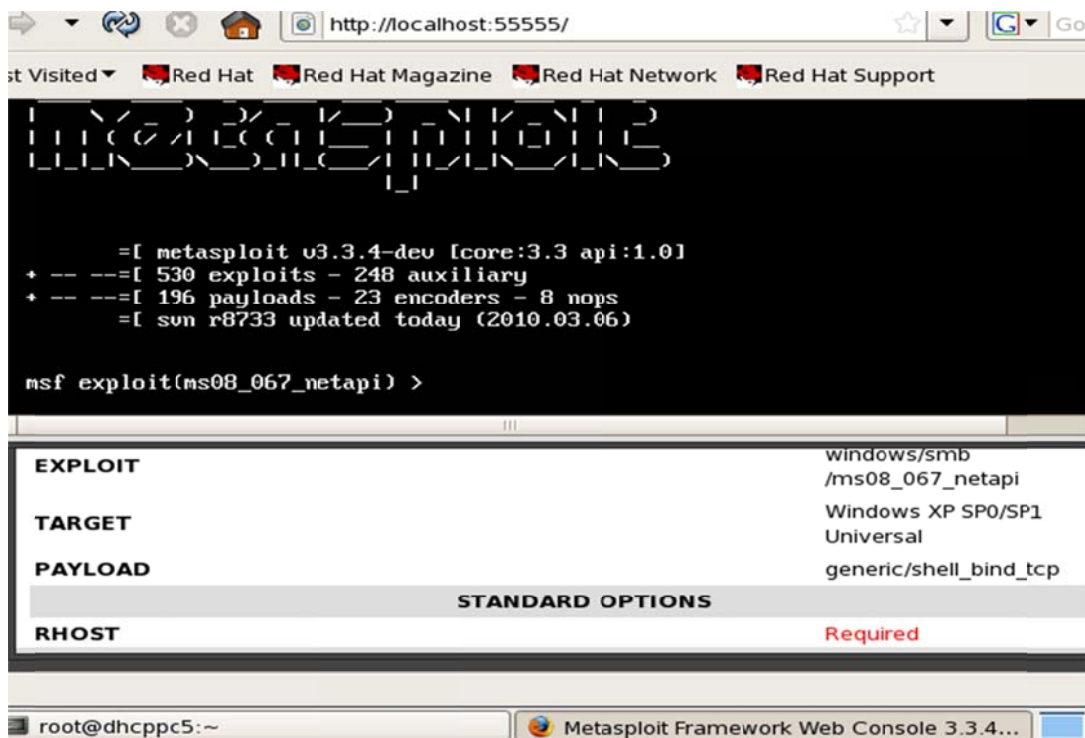 http://localhost:55555/
G Go
st Visited Red Hat Red Hat Magazine Red Hat Network Red Hat Support
metasploit
=[ metasploit v3.3.4-dev [core:3.3 api:1.0]
+ -- --=[ 530 exploits - 248 auxiliary
+ -- --=[ 196 payloads - 23 encoders - 8 nops
=[ svn r8733 updated today (2010.03.06)
msf exploit(ms08_067_netapi) >
EXPLOIT windows/smb
/ms08_067_netapi
TARGET Windows XP SP0/SP1
Universal
PAYLOAD generic/shell_bind_tcp
STANDARD OPTIONS
RHOST Required
root@dhcppc5:~ Metasploit Framework Web Console 3.3.4...